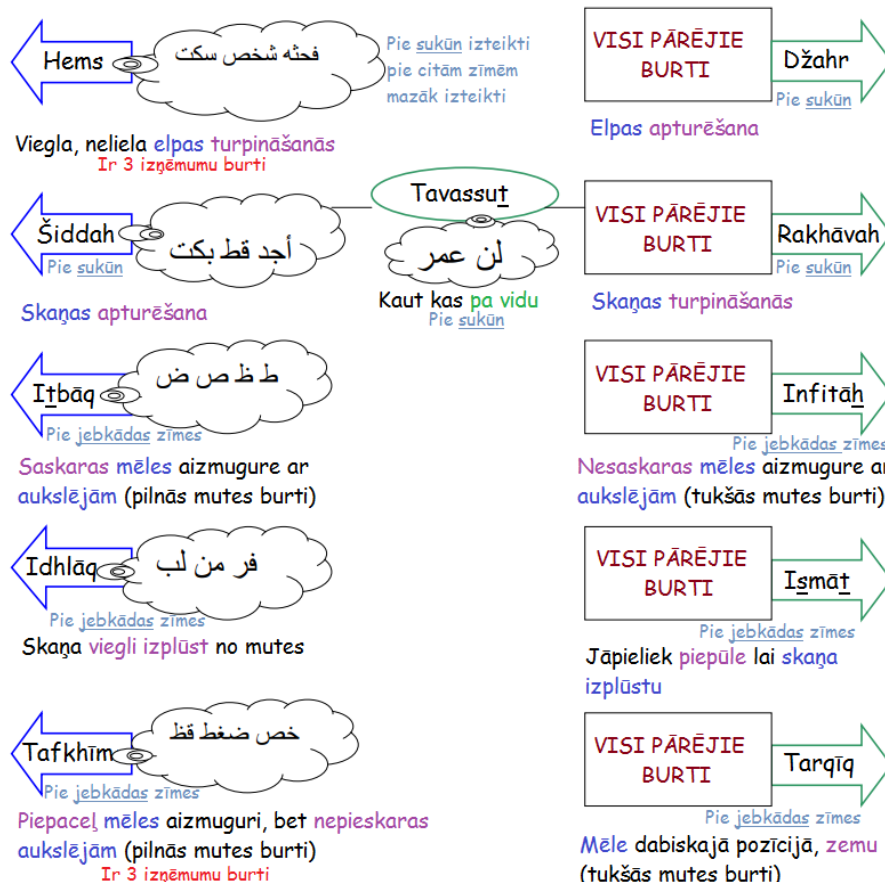 Hems
فحثه شخص سكت
Pie sukūn izteikti
pie citām zīmēm
mazāk izteikti
VISI PĀRĒJIE
BURTI
Džahr
Pie sukūn
Viegla, neliela elpas turpināšanās
Ir 3 izņēmumu burti
Elpas apturēšana
Šiddah
Pie sukūn
أجد قط بكت
Skaņas apturēšana
Tavassuṯ
لن عمر
Kaut kas pa vidu
Pie sukūn
VISI PĀRĒJIE
BURTI
Rakhāvah
Pie sukūn
Skaņas turpināšanās
Iṯbāq
ط ظ ص ض
Pie jebkādas zīmes
Saskaras mēles aizmugure ar
aukslējām (pilnās mutes burti)
VISI PĀRĒJIE
BURTI
Infitāẖ
Pie jebkādas zīmes
Nesaskaras mēles aizmugure ar
aukslējām (tukšās mutes burti)
Idhlāq
فر من لب
Pie jebkādas zīmes
Skaņa viegli izplūst no mutes
VISI PĀRĒJIE
BURTI
Is̱māṯ
Pie jebkādas zīmes
Jāpieliek piepūle lai skaņa
izplūstu
Tafkhīm
خص ضغط قظ
Pie jebkādas zīmes
Piepaceļ mēles aizmuguri, bet nepieskaras
aukslējām (pilnās mutes burti)
Ir 3 izņēmumu burti
VISI PĀRĒJIE
BURTI
Tarqīq
Pie jebkādas zīmes
Mēle dabiskajā pozīcijā, zemu
(tukšās mutes burti)